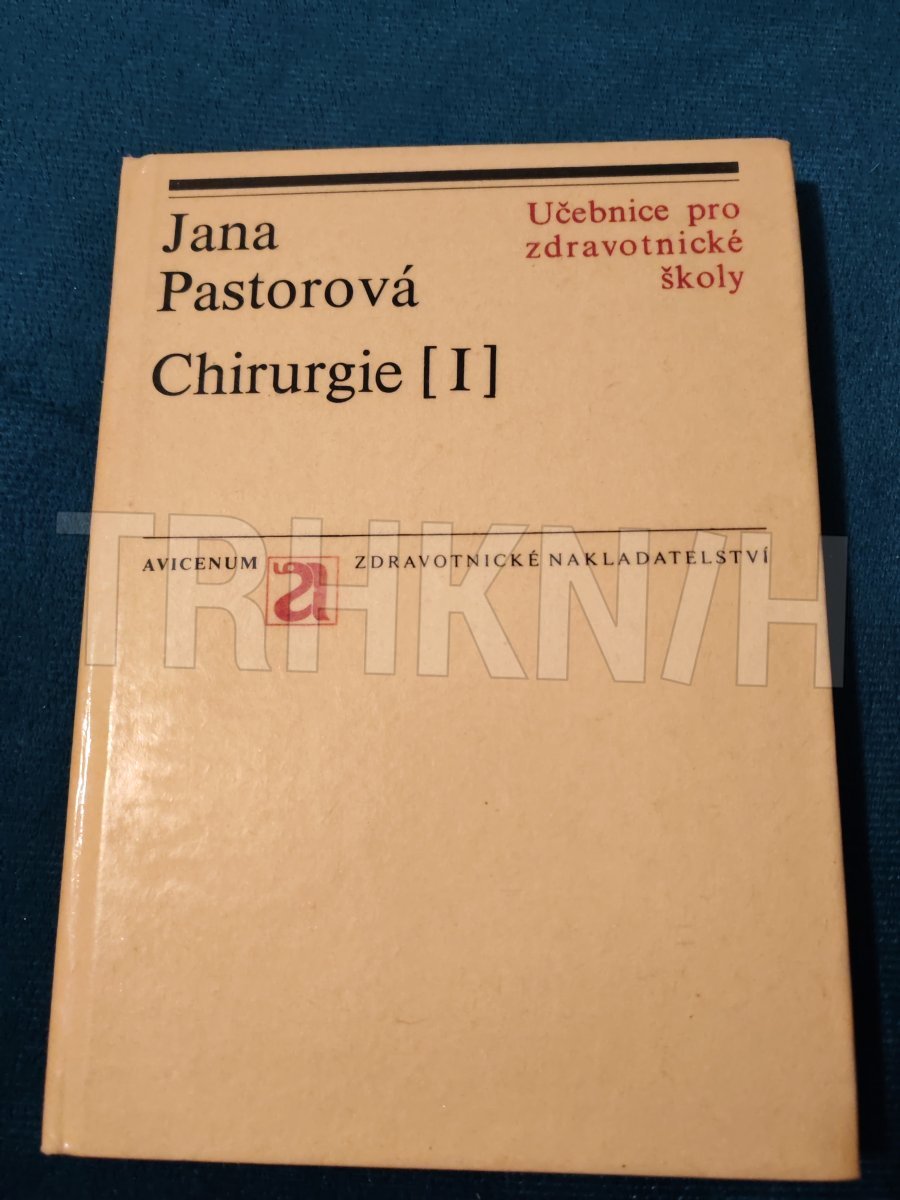 Jana
Pastorová
Chirurgie [I]
Učebnice pro
zdravotnické
školy
AVICENUM a ZDRAVOTNICKÉ NAKLADATELSTVÍ
TRHKNIH